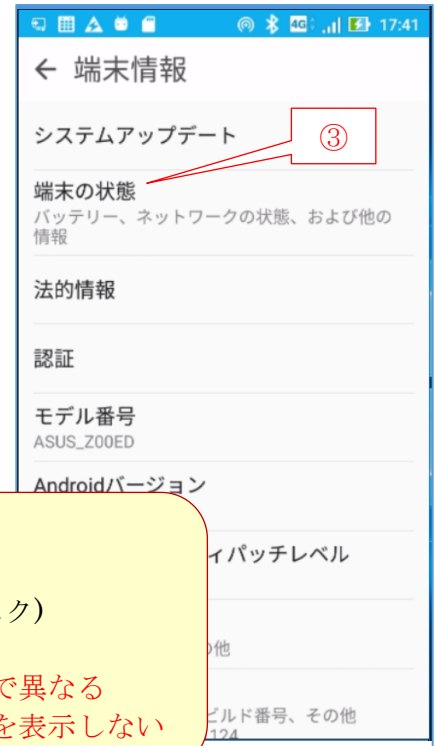 4G 17:41
← 端末情報
システムアップデート
③
端末の状態
バッテリー、ネットワークの状態、および他の
情報
法的情報
認証
モデル番号
ASUS_Z00ED
Androidバージョン
ィパッチレベル
ク)
の他
で異なる
ビルド番号、その他
を表示しない
124